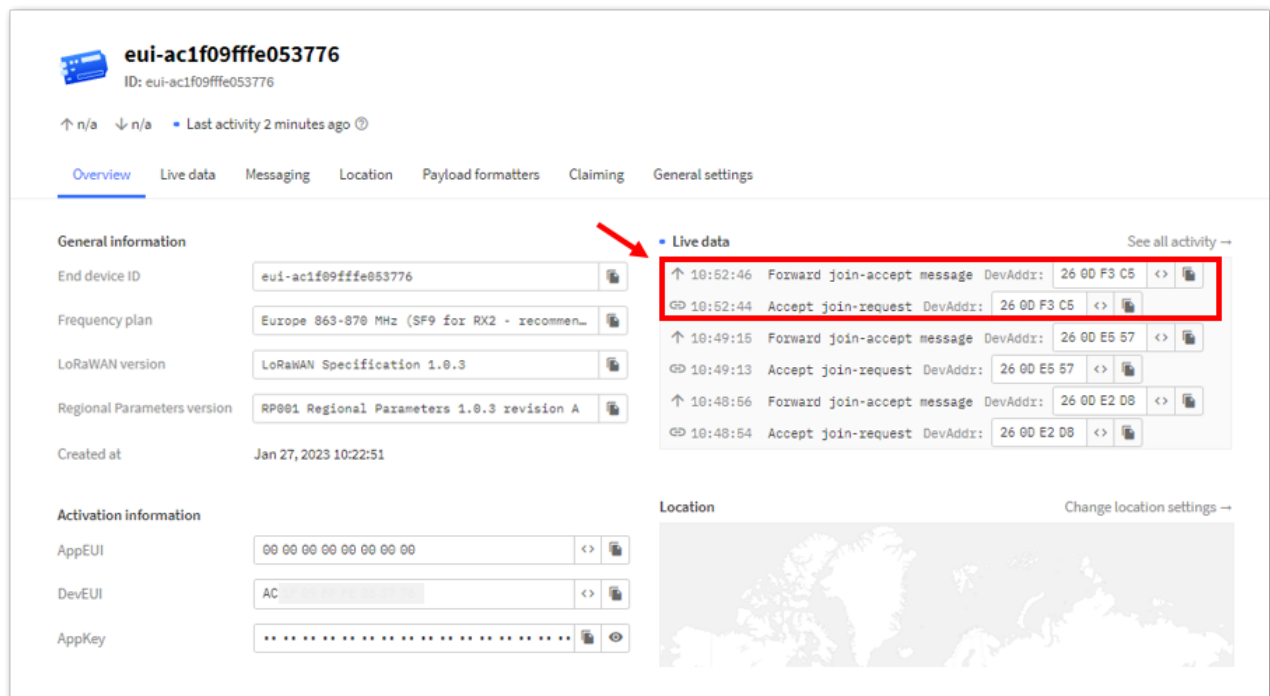 eui-ac1f09fffe053776
ID: eui-ac1f09fffe053776
↑ n/a ↓ n/a • Last activity 2 minutes ago
Overview Live data Messaging Location Payload formatters Claiming General settings
General information
End device ID eui-ac1f09fffe053776
Frequency plan Europe 863-870 MHz (SF9 for RX2 - recommen…
LoRaWAN version LoRaWAN Specification 1.0.3
Regional Parameters version RP001 Regional Parameters 1.0.3 revision A
Created at Jan 27, 2023 10:22:51
Activation information
AppEUI 00 00 00 00 00 00 00 00
DevEUI AC
AppKey •• •• •• •• •• •• •• •• •• •• •• •• •• •• •• ••
• Live data See all activity →
↑ 10:52:46 Forward join-accept message DevAddr: 26 0D F3 C5 <>
10:52:44 Accept join-request DevAddr: 26 0D F3 C5 <>
↑ 10:49:15 Forward join-accept message DevAddr: 26 0D E5 57 <>
10:49:13 Accept join-request DevAddr: 26 0D E5 57 <>
↑ 10:48:56 Forward join-accept message DevAddr: 26 0D E2 D8 <>
10:48:54 Accept join-request DevAddr: 26 0D E2 D8 <>
Location Change location settings →